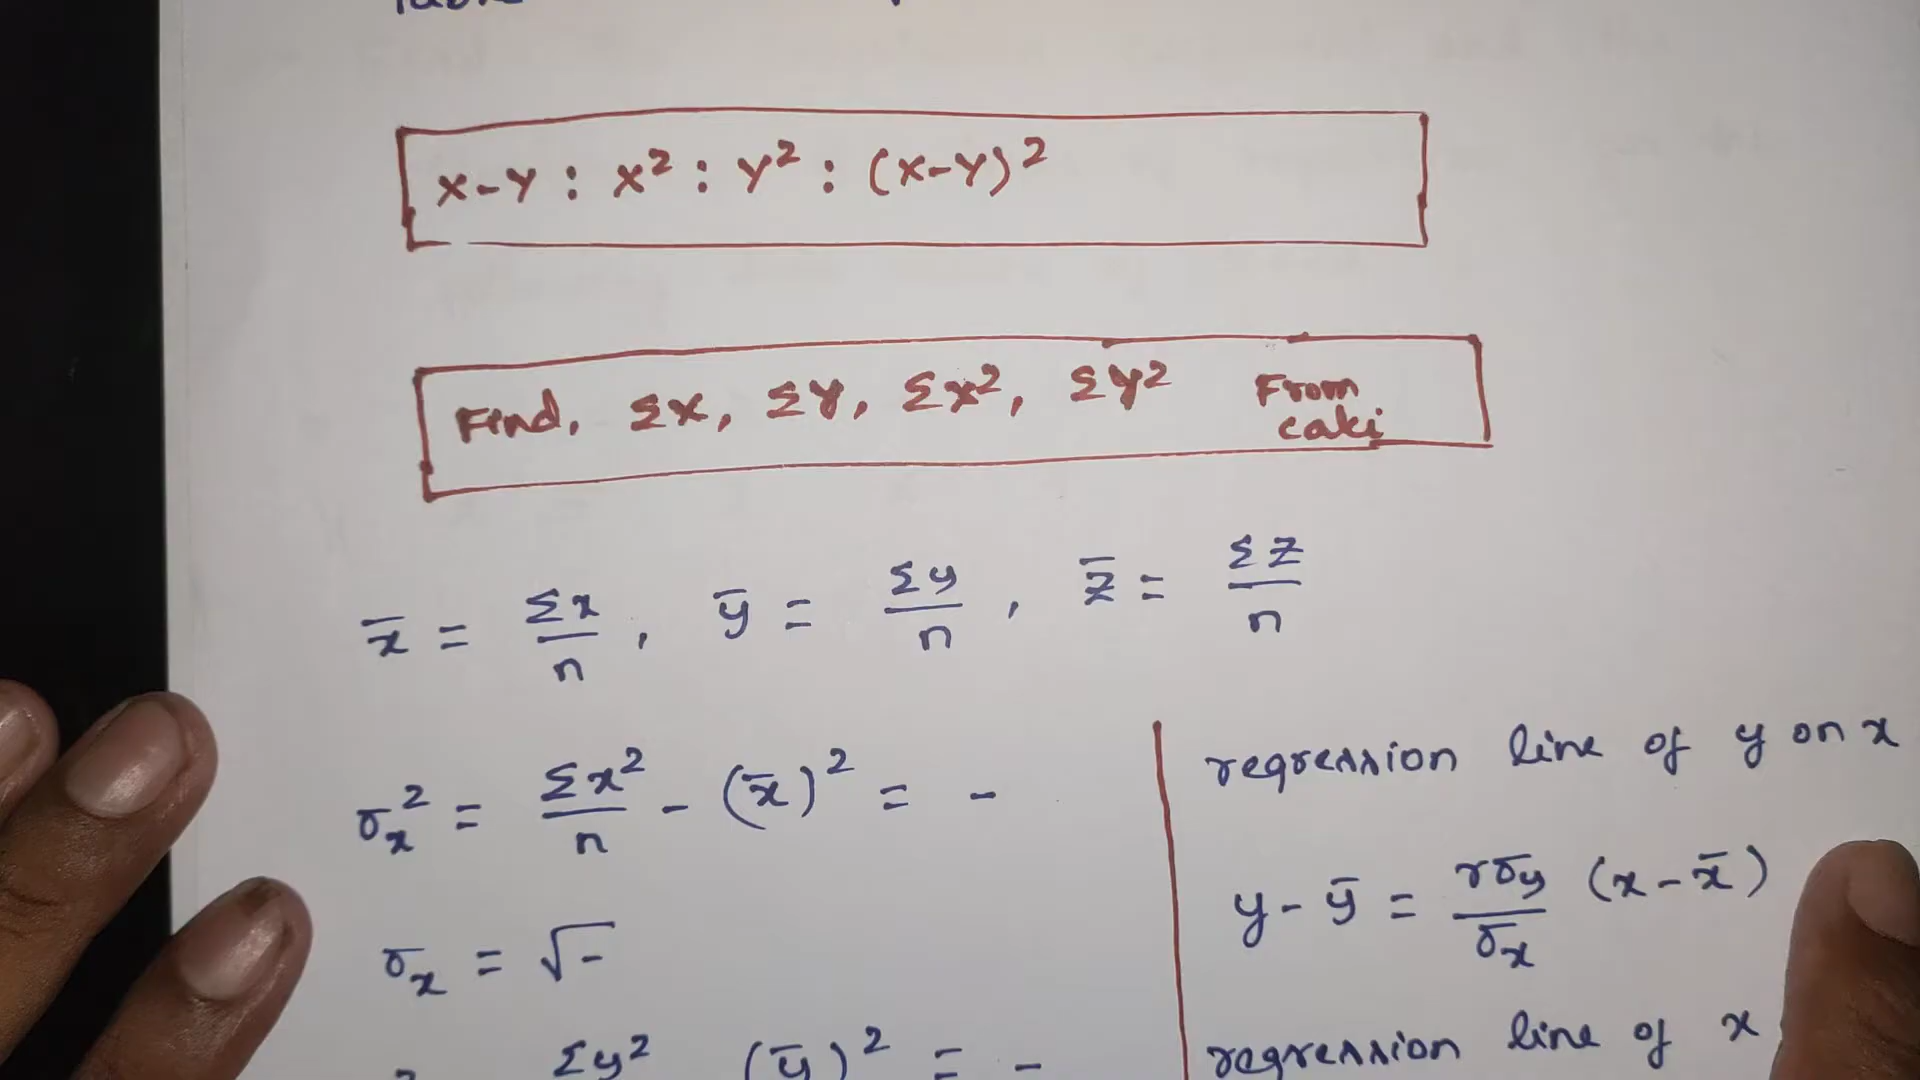 x-y : x² : y² : (x-y)²
Find, Σx, Σy, Σx², Σy² From
calci
x̄ = Σx/n , ȳ = Σy/n , z̄ = Σz/n
σx² = Σx²/n - (x̄)² = -
σx = √-
Σy² (ȳ)² = -
regression line of y on x
y - ȳ = rσy/σx (x - x̄)
regression line of x